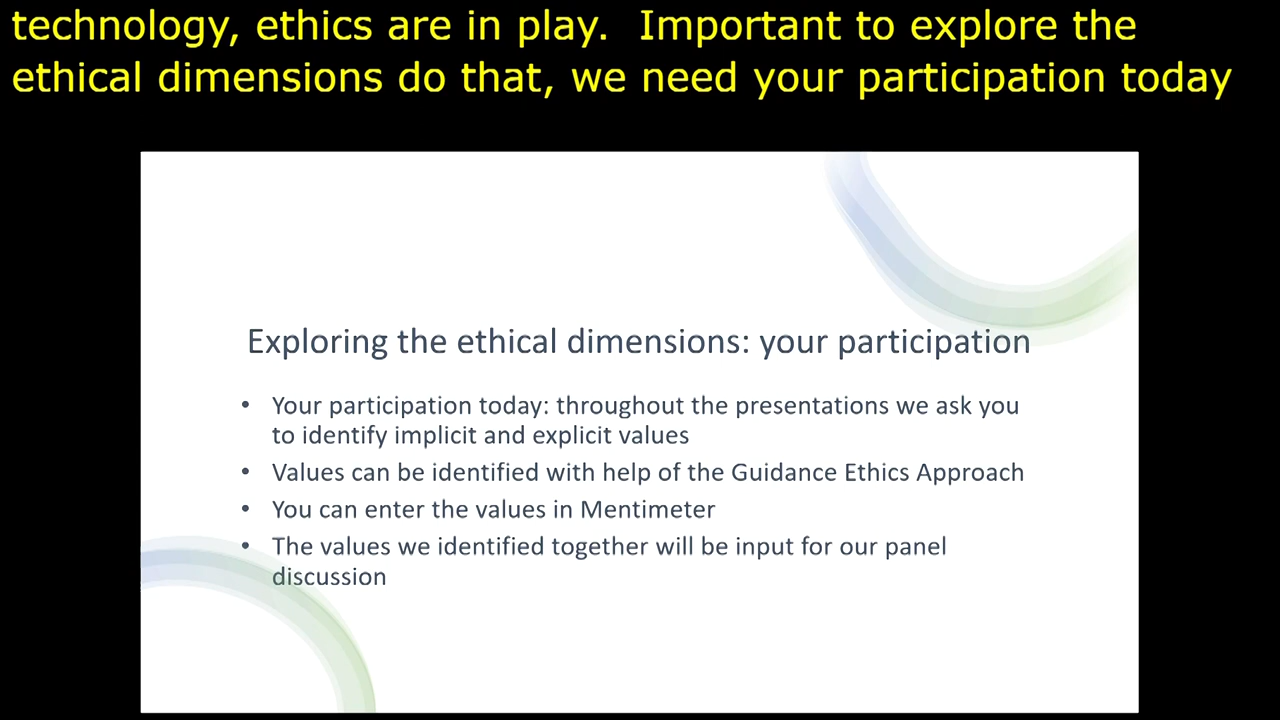 technology, ethics are in play.  Important to explore the
ethical dimensions do that, we need your participation today
Exploring the ethical dimensions: your participation
• Your participation today: throughout the presentations we ask you
to identify implicit and explicit values
• Values can be identified with help of the Guidance Ethics Approach
• You can enter the values in Mentimeter
• The values we identified together will be input for our panel
discussion